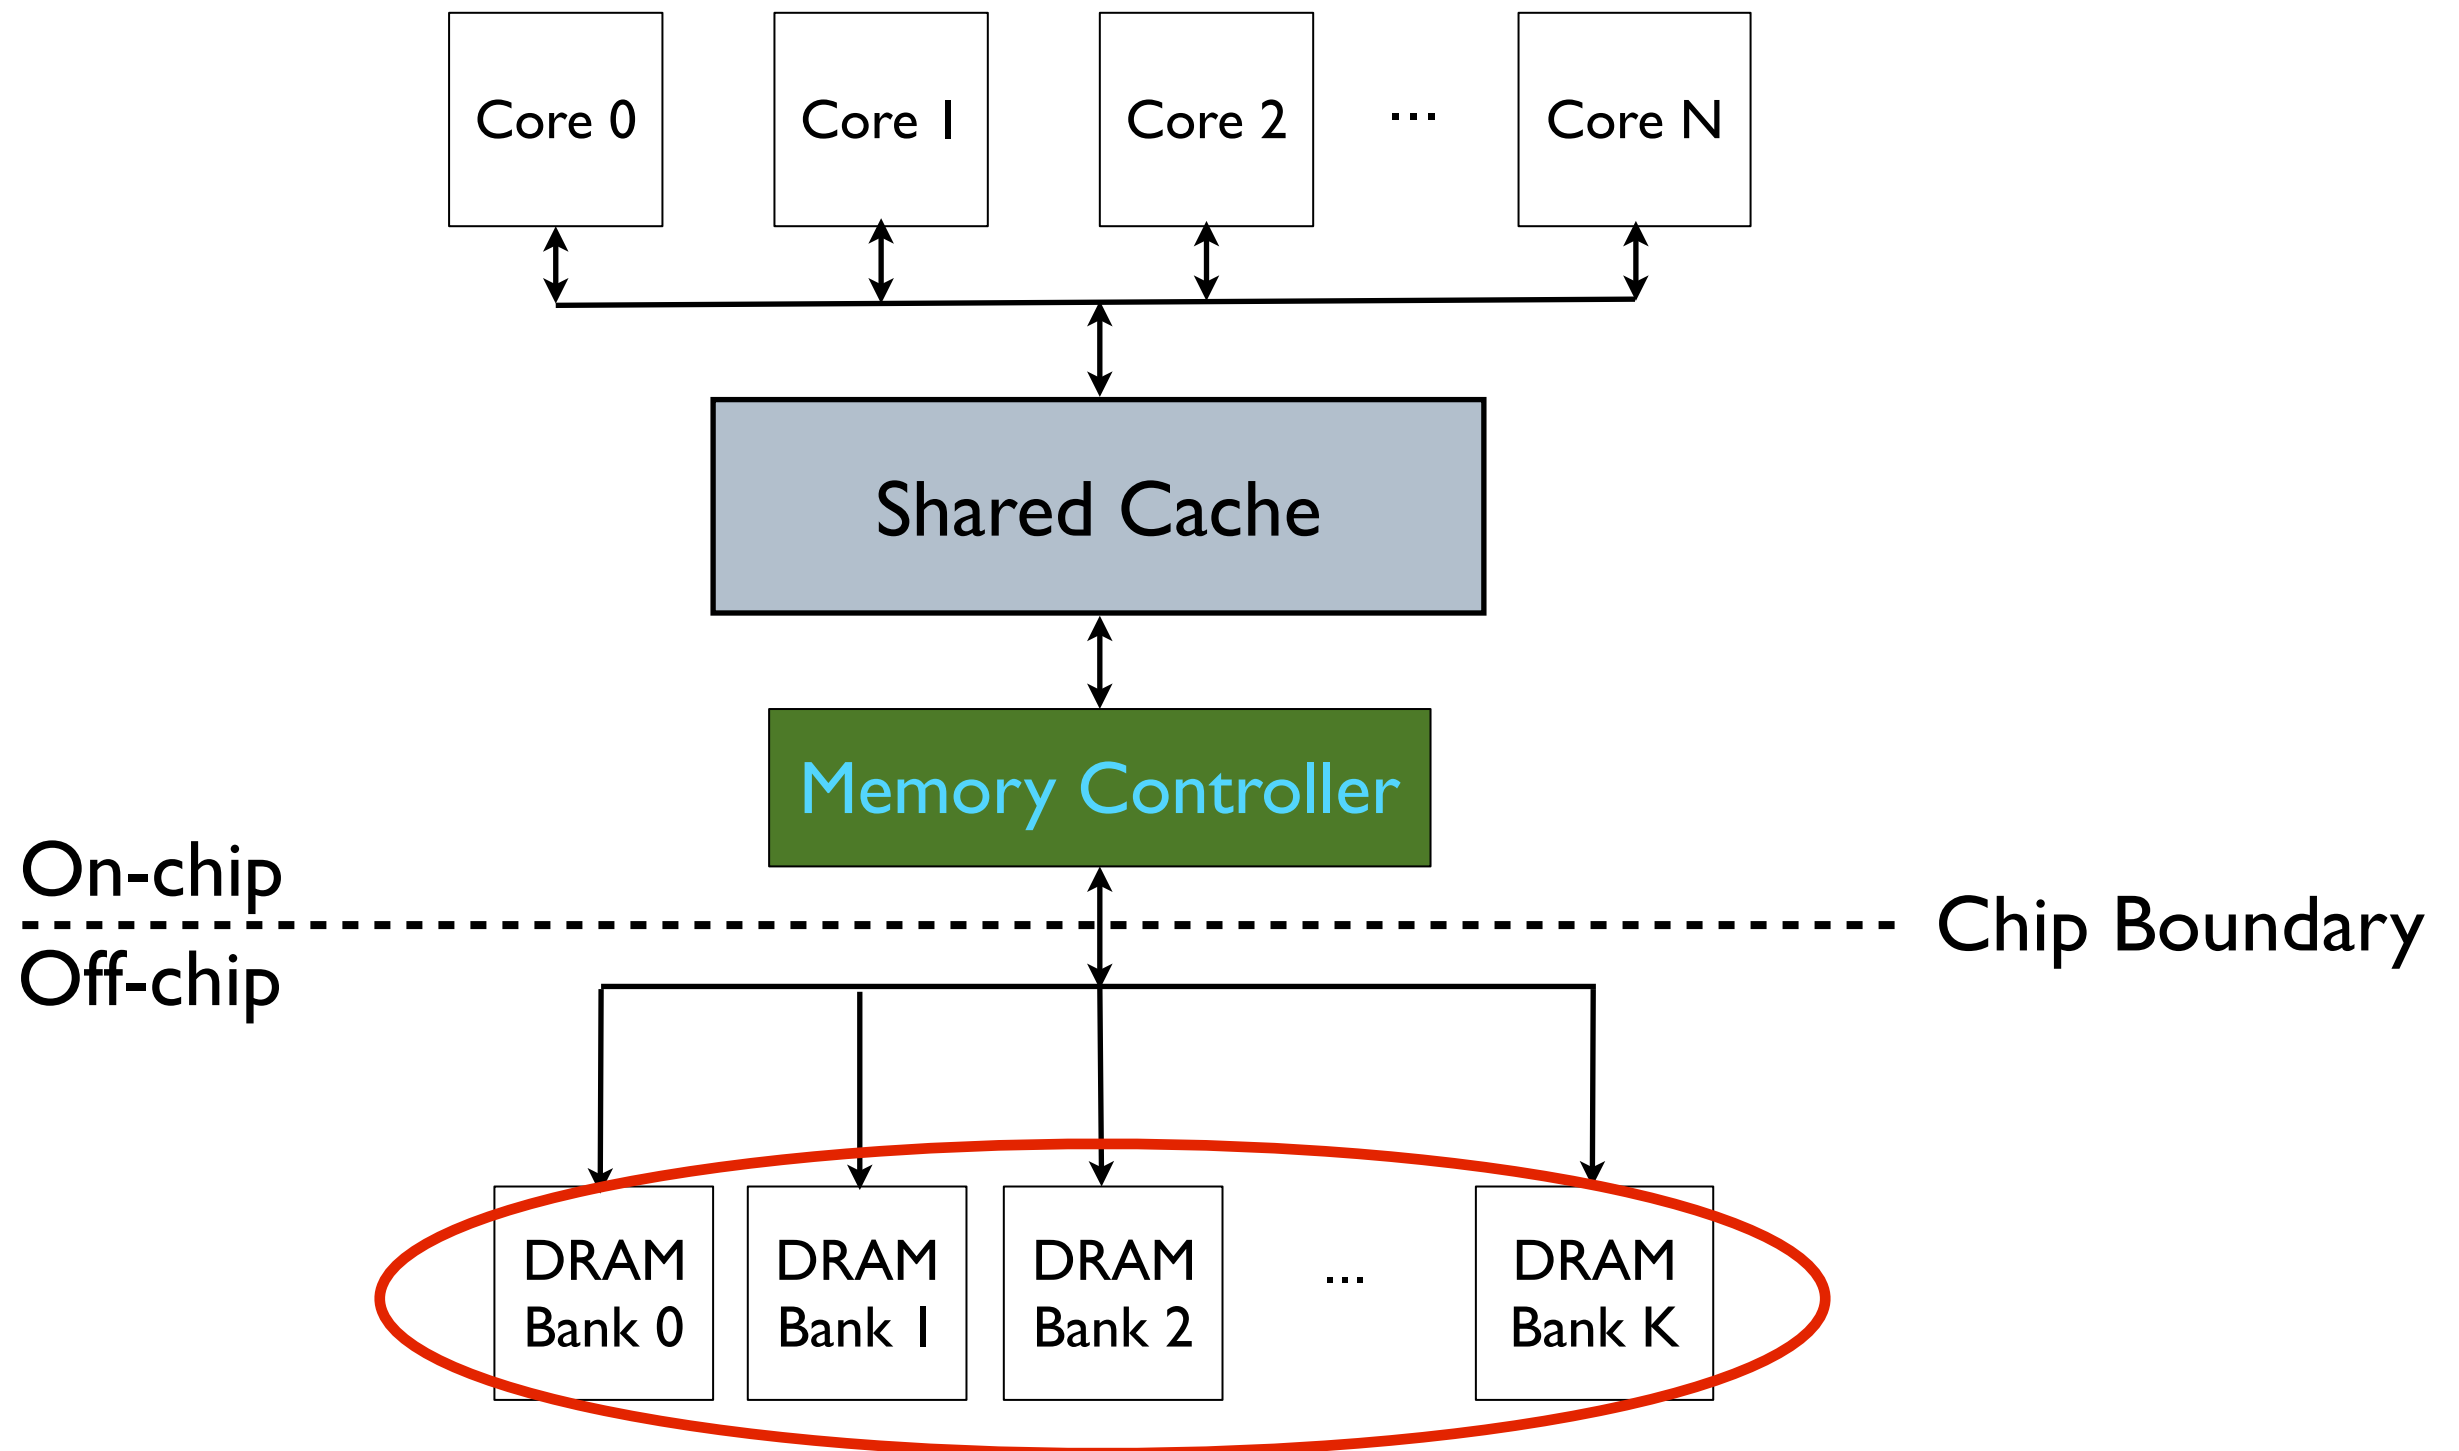 Core 0
Core 1
Core 2
...
Core N
Shared Cache
Memory Controller
On-chip
Chip Boundary
Off-chip
DRAM
Bank 0
DRAM
Bank 1
DRAM
Bank 2
...
DRAM
Bank K